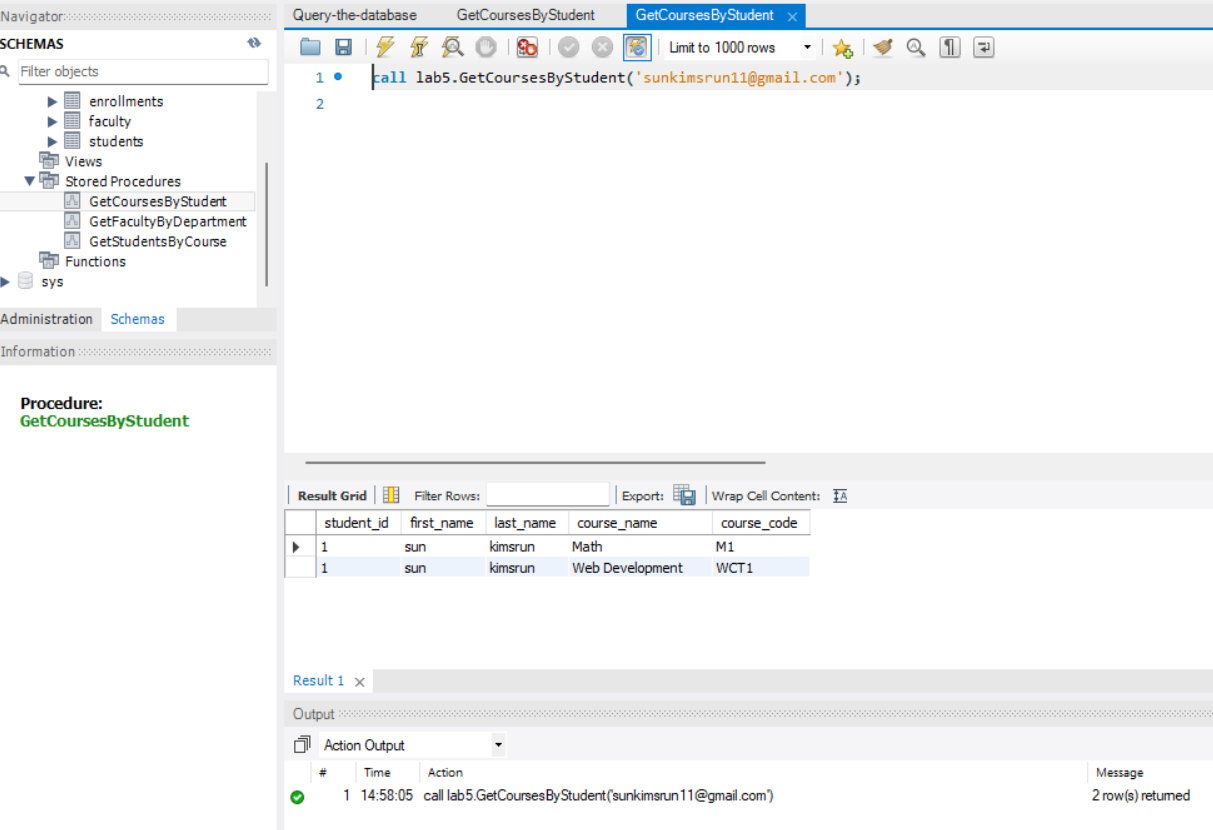 Navigator
SCHEMAS
Filter objects
enrollments
faculty
students
Views
Stored Procedures
GetCoursesByStudent
GetFacultyByDepartment
GetStudentsByCourse
Functions
sys
Administration Schemas
Information
Procedure:
GetCoursesByStudent
Query-the-database GetCoursesByStudent GetCoursesByStudent
Limit to 1000 rows
1 call lab5.GetCoursesByStudent('sunkimsrun11@gmail.com');
2
Result Grid Filter Rows: Export: Wrap Cell Content:
student_id first_name last_name course_name course_code
1 sun kimsrun Math M1
1 sun kimsrun Web Development WCT1
Result 1
Output
Action Output
# Time Action Message
1 14:58:05 call lab5.GetCoursesByStudent('sunkimsrun11@gmail.com') 2 row(s) returned